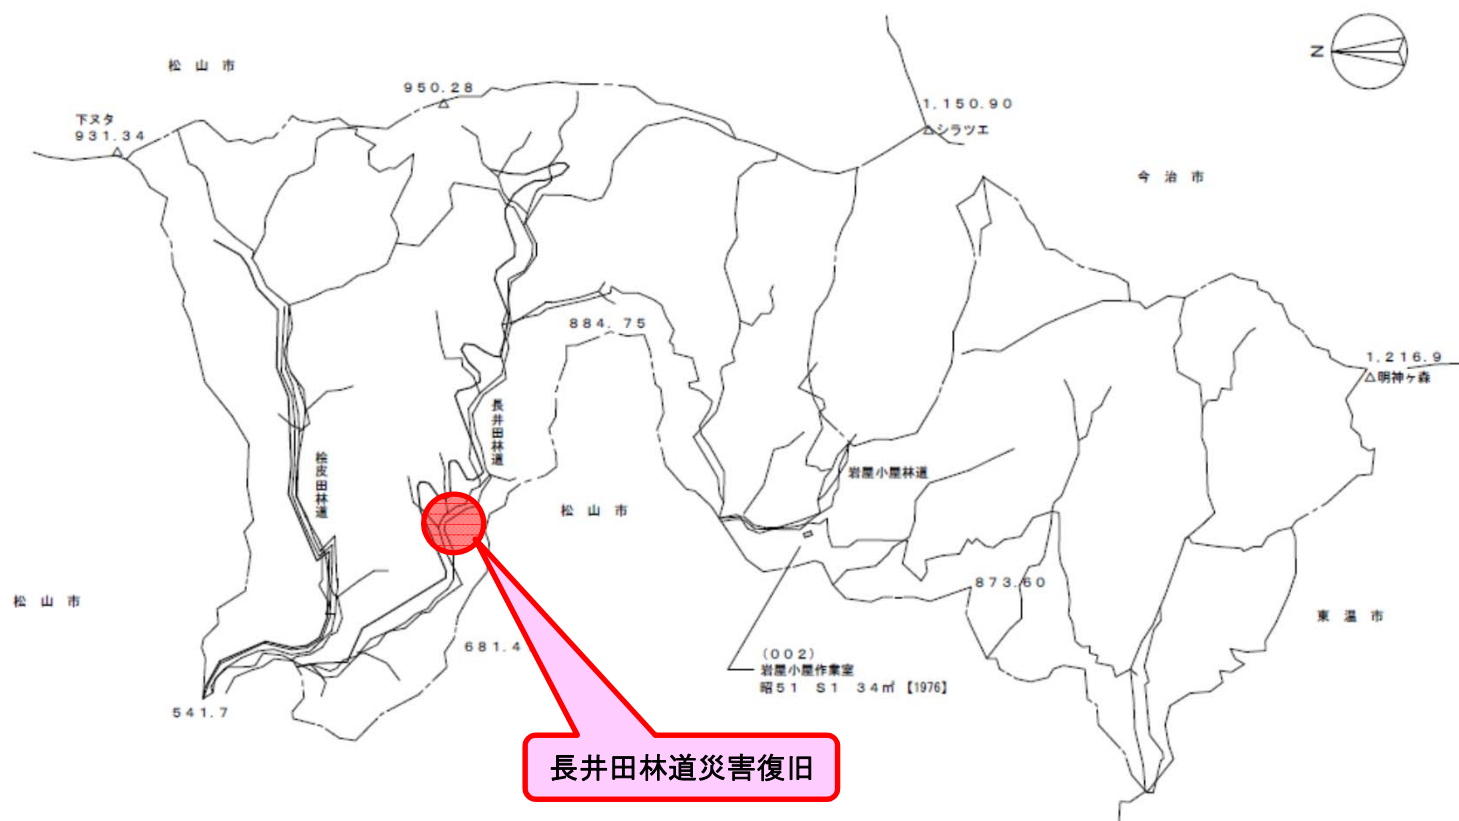 松山市
950.28
下ヌタ
931.34
1,150.90
シラツエ
N
今治市
884.75
1,216.9
明神ヶ森
長井田林道
桧皮田林道
岩屋小屋林道
松山市
松山市
873.60
東温市
681.4
(002)
岩屋小屋作業室
昭51 S1 34㎡【1976】
541.7
長井田林道災害復旧